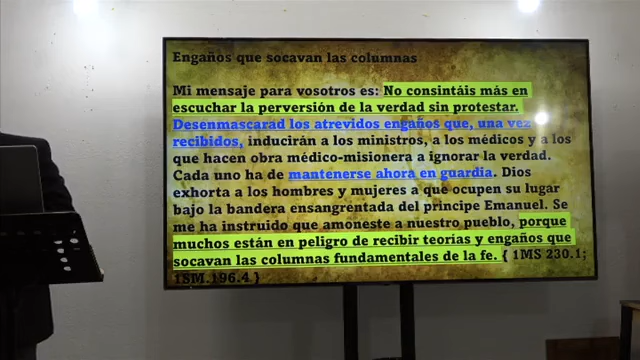 Engaños que socavan las columnas
Mi mensaje para vosotros es: No consintáis más en
escuchar la perversión de la verdad sin protestar.
Desenmascarad los atrevidos engaños que, una vez
recibidos, inducirán a los ministros, a los médicos y a los
que hacen obra médico-misionera a ignorar la verdad.
Cada uno ha de mantenerse ahora en guardia. Dios
exhorta a los hombres y mujeres a que ocupen su lugar
bajo la bandera ensangrentada del príncipe Emanuel. Se
me ha instruido que amoneste a nuestro pueblo, porque
muchos están en peligro de recibir teorías y engaños que
socavan las columnas fundamentales de la fe. { 1MS 230.1;
1SM.196.4 }